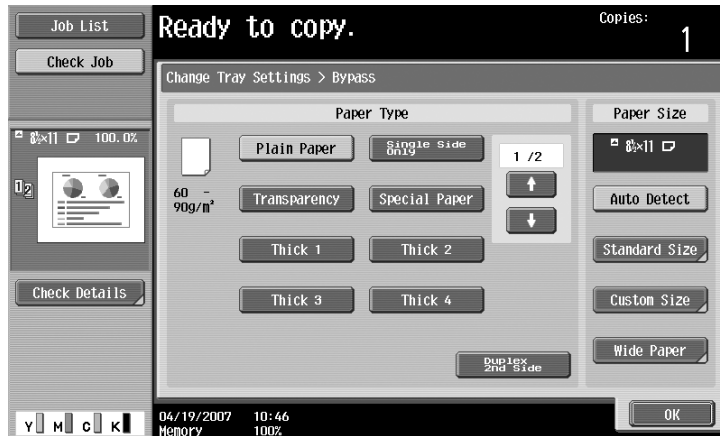 Job List
Check Job
Ready to copy.
Copies:
1
Change Tray Settings > Bypass
8½×11 100.0%
12
Check Details
Paper Type
60 -
90g/m²
Plain Paper
Single Side
Only
Transparency
Special Paper
Thick 1
Thick 2
Thick 3
Thick 4
1 /2
Duplex
2nd Side
Paper Size
8½×11
Auto Detect
Standard Size
Custom Size
Wide Paper
Y M C K
04/19/2007 10:46
Memory 100%
OK